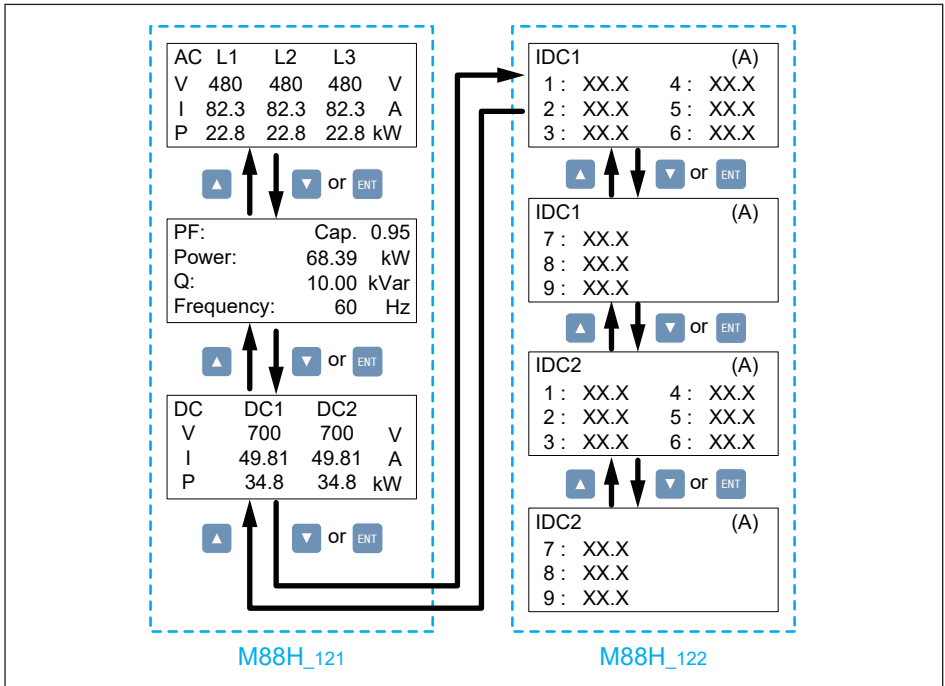 AC L1 L2 L3
V 480 480 480 V
I 82.3 82.3 82.3 A
P 22.8 22.8 22.8 kW
▲ ▼ or ENT
PF: Cap. 0.95
Power: 68.39 kW
Q: 10.00 kVar
Frequency: 60 Hz
▲ ▼ or ENT
DC DC1 DC2
V 700 700 V
I 49.81 49.81 A
P 34.8 34.8 kW
▲ ▼ or ENT
M88H_121
IDC1 (A)
1 : XX.X 4 : XX.X
2 : XX.X 5 : XX.X
3 : XX.X 6 : XX.X
▲ ▼ or ENT
IDC1 (A)
7 : XX.X
8 : XX.X
9 : XX.X
▲ ▼ or ENT
IDC2 (A)
1 : XX.X 4 : XX.X
2 : XX.X 5 : XX.X
3 : XX.X 6 : XX.X
▲ ▼ or ENT
IDC2 (A)
7 : XX.X
8 : XX.X
9 : XX.X
M88H_122